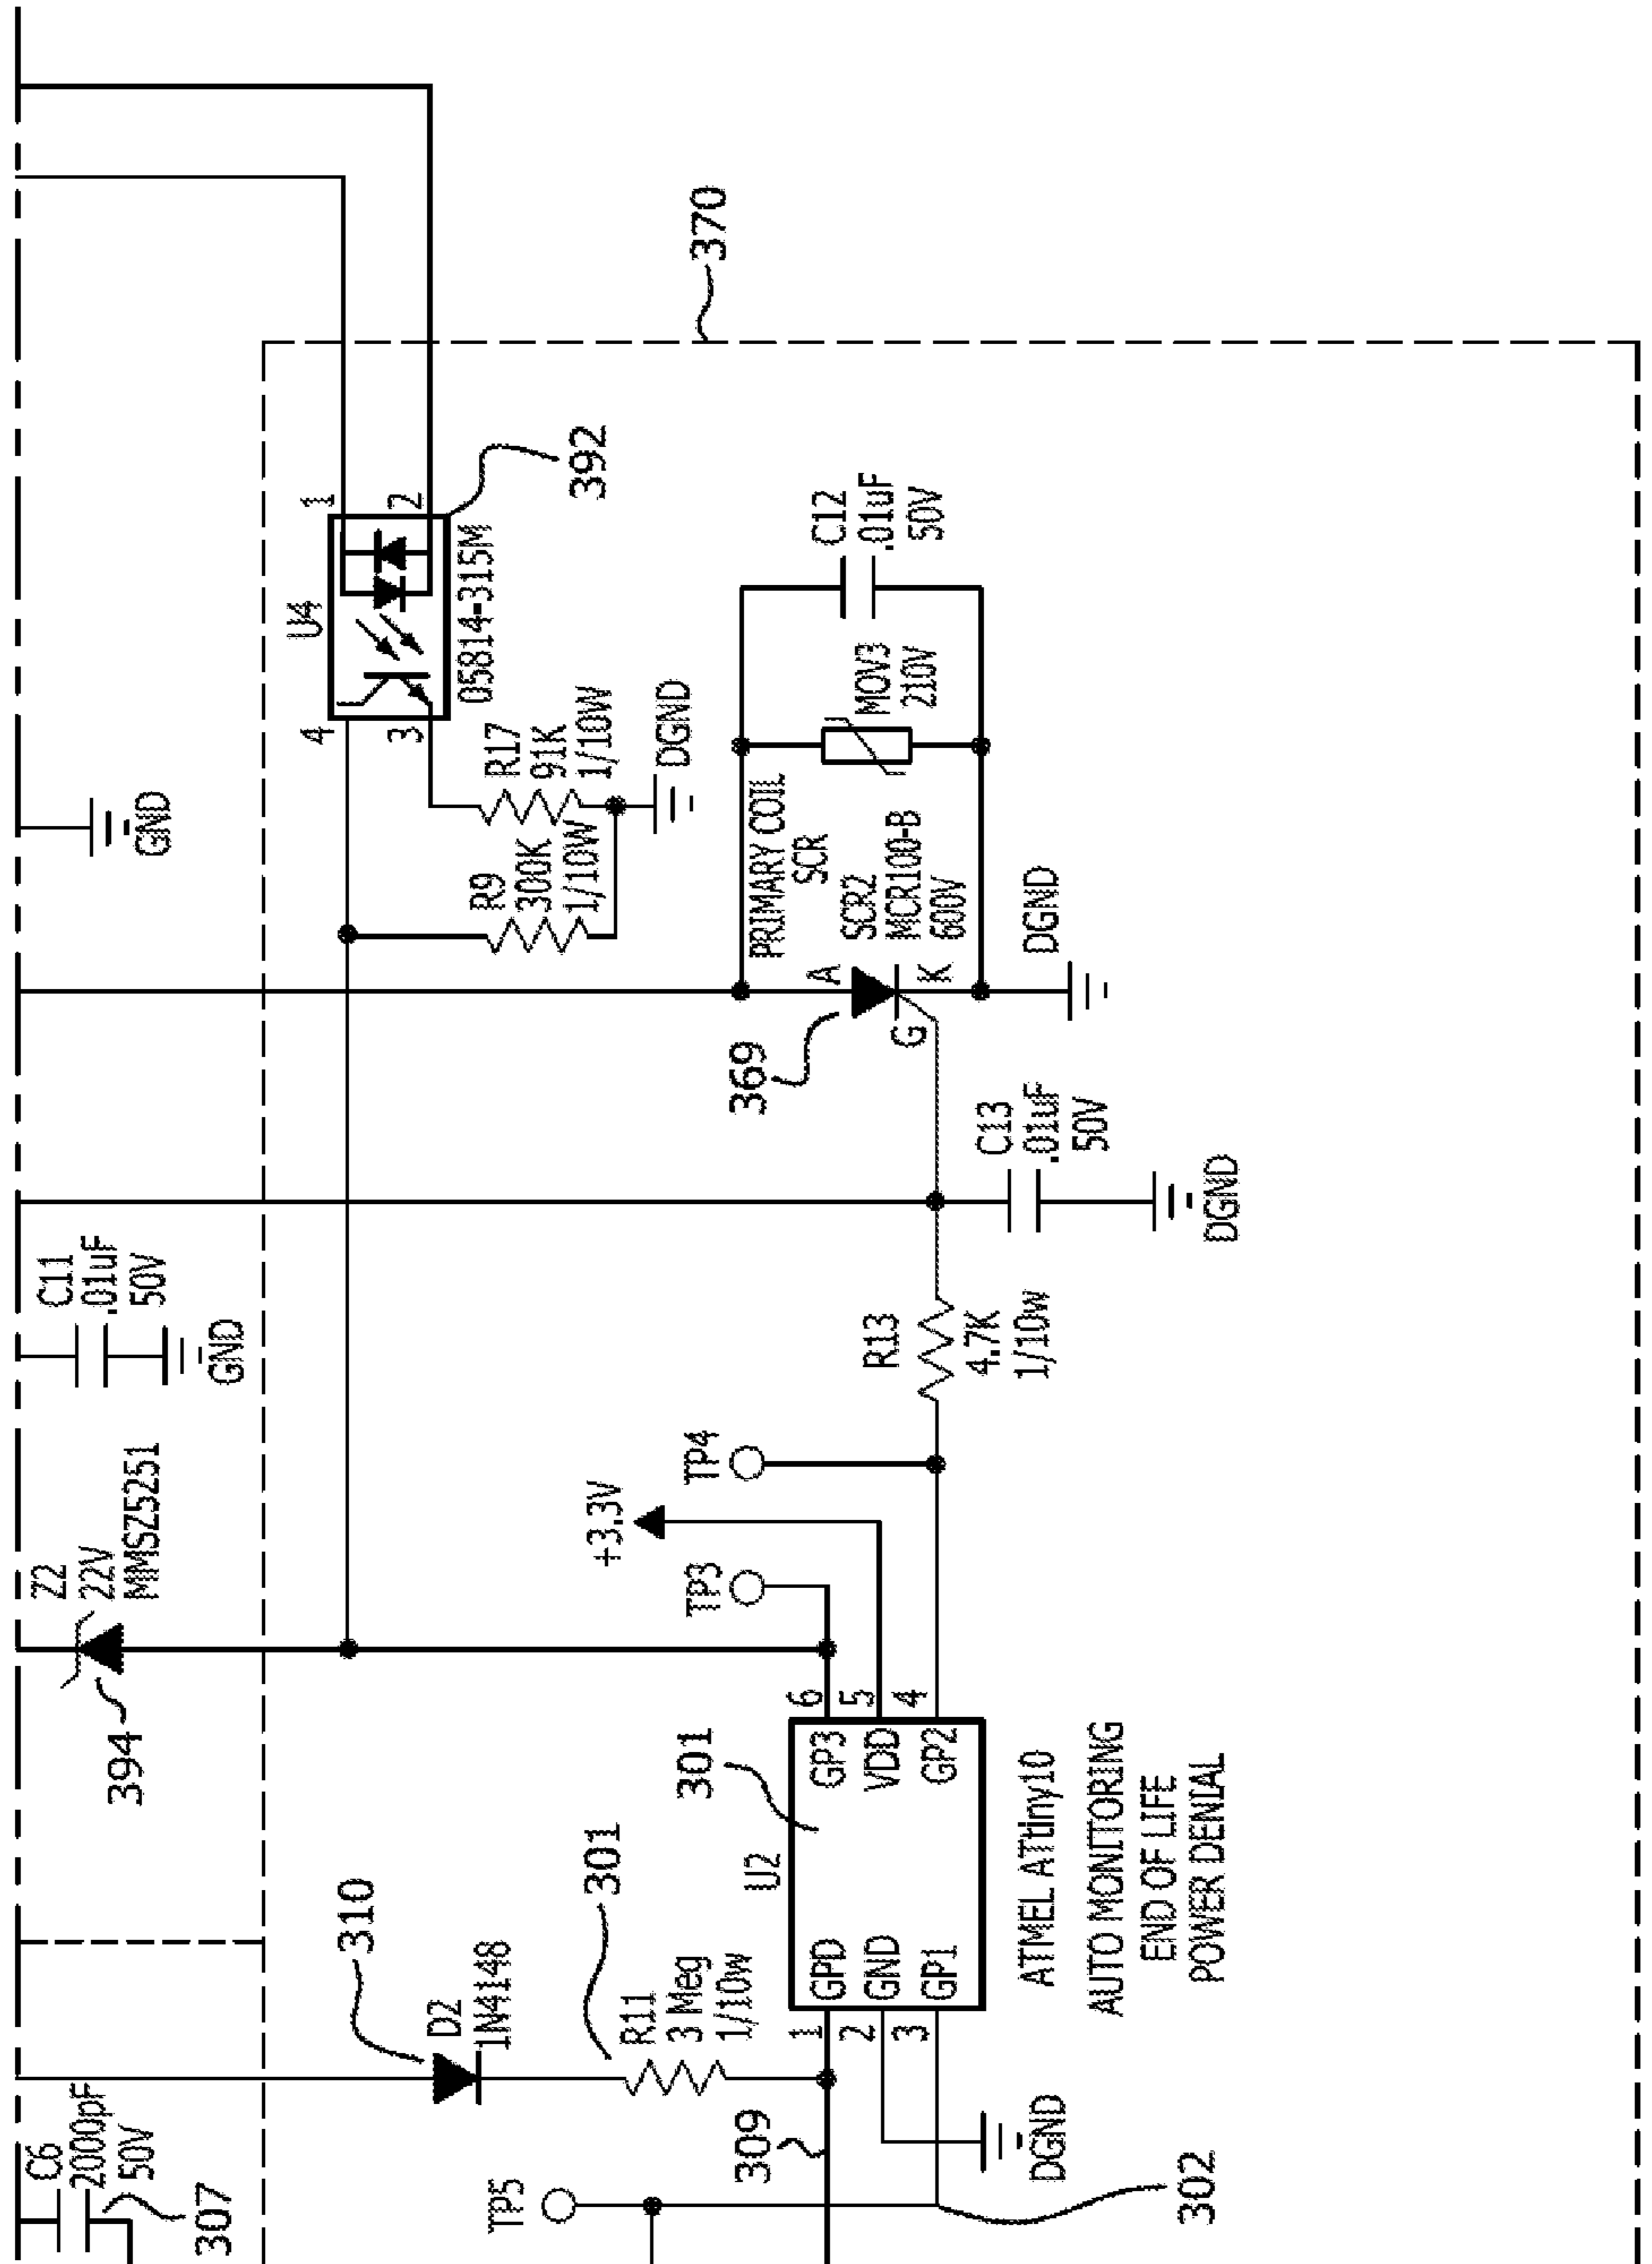 370
392
U4
1
2
4
3
05814-315M
GND
R17
91K
1/10W
R9
300K
1/10W
DGND
C12
.01uF
50V
MOV3
210V
PRIMARY COIL
SCR
SCR2
MCR100-B
600V
A
K
G
DGND
369
C13
.01uF
50V
DGND
C11
.01uF
50V
GND
R13
4.7K
1/10w
TP4
+3.3V
TP3
Z2
22V
MMSZ5251
394
6
5
4
GP3
VDD
GP2
301
U2
GPD
GND
GP1
1
2
3
ATMEL ATtiny10
AUTO MONITORING
END OF LIFE
POWER DENIAL
310
D2
1N4148
301
R11
3 Meg
1/10w
309
DGND
302
TP5
C6
2000pF
50V
307